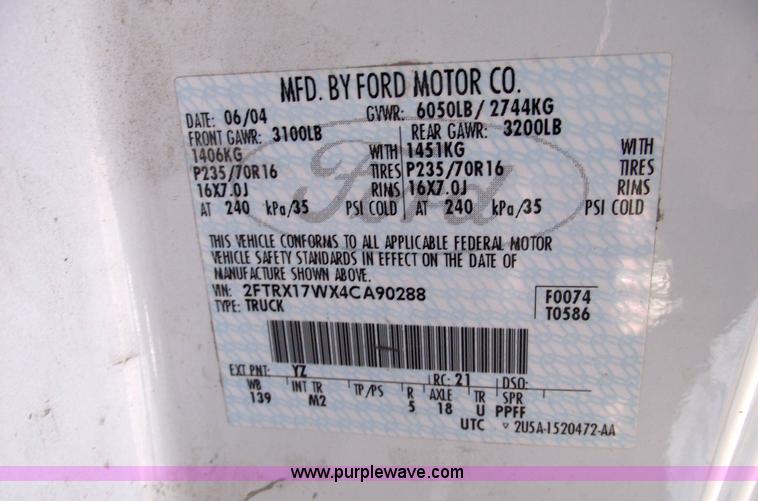 MFD. BY FORD MOTOR CO.
DATE: 06/04 GVWR: 6050LB/ 2744KG
FRONT GAWR: 3100LB REAR GAWR: 3200LB
1406KG WITH 1451KG WITH
P235/70R16 TIRES P235/70R16 TIRES
16X7.0J RIMS 16X7.0J RIMS
AT 240 kPa/35 PSI COLD AT 240 kPa/35 PSI COLD
Ford
THIS VEHICLE CONFORMS TO ALL APPLICABLE FEDERAL MOTOR
VEHICLE SAFETY STANDARDS IN EFFECT ON THE DATE OF
MANUFACTURE SHOWN ABOVE.
VIN: 2FTRX17WX4CA90288 F0074
TYPE: TRUCK T0586
EXT PNT: YZ RC: 21 DSO:
WB INT TR TP/PS R AXLE TR SPR
139 M2 5 18 U PPFF
UTC ▽ 2U5A-1520472-AA
www.purplewave.com